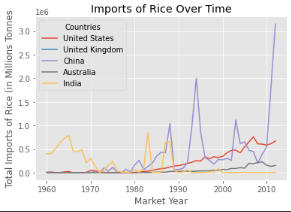 Imports of Rice Over Time
1e6
Countries
United States
United Kingdom
China
Australia
India
3.0
2.5
2.0
1.5
1.0
0.5
0.0
1960
1970
1980
1990
2000
2010
Market Year
Total Imports of Rice (in Millions Tonnes